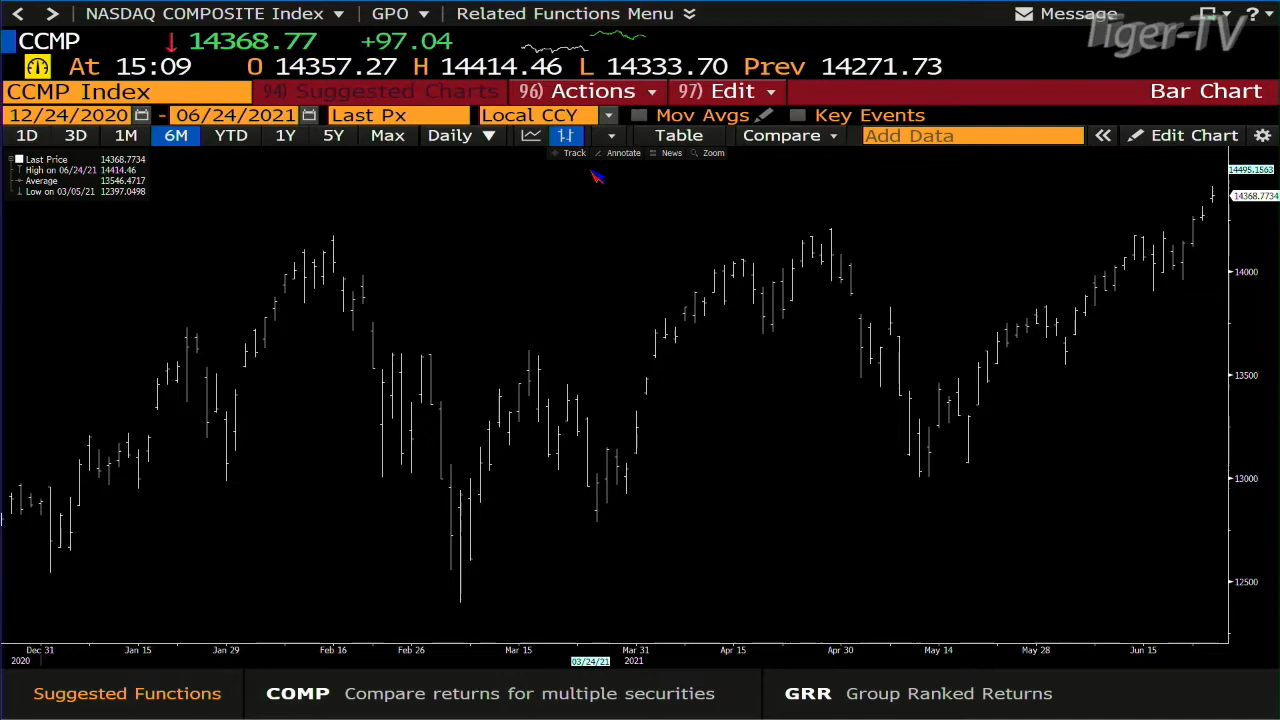 NASDAQ COMPOSITE Index GPO Related Functions Menu Message ?
Tiger-TV
CCMP 14368.77 +97.04
At 15:09 O 14357.27 H 14414.46 L 14333.70 Prev 14271.73
CCMP Index 94) Suggested Charts 96) Actions 97) Edit Bar Chart
12/24/2020 - 06/24/2021 Last Px Local CCY Mov Avgs Key Events
1D 3D 1M 6M YTD 1Y 5Y Max Daily Table Compare Add Data Edit Chart
Track Annotate News Zoom
Last Price 14368.7734
High on 06/24/21 14414.46
Average 13546.4717
Low on 03/05/21 12397.0498
14495.1563
14368.7734
14000
13500
13000
12500
Dec 31 Jan 15 Jan 29 Feb 16 Feb 26 Mar 15 Mar 31 Apr 15 Apr 30 May 14 May 28 Jun 15
2020 03/24/21 2021
Suggested Functions COMP Compare returns for multiple securities GRR Group Ranked Returns